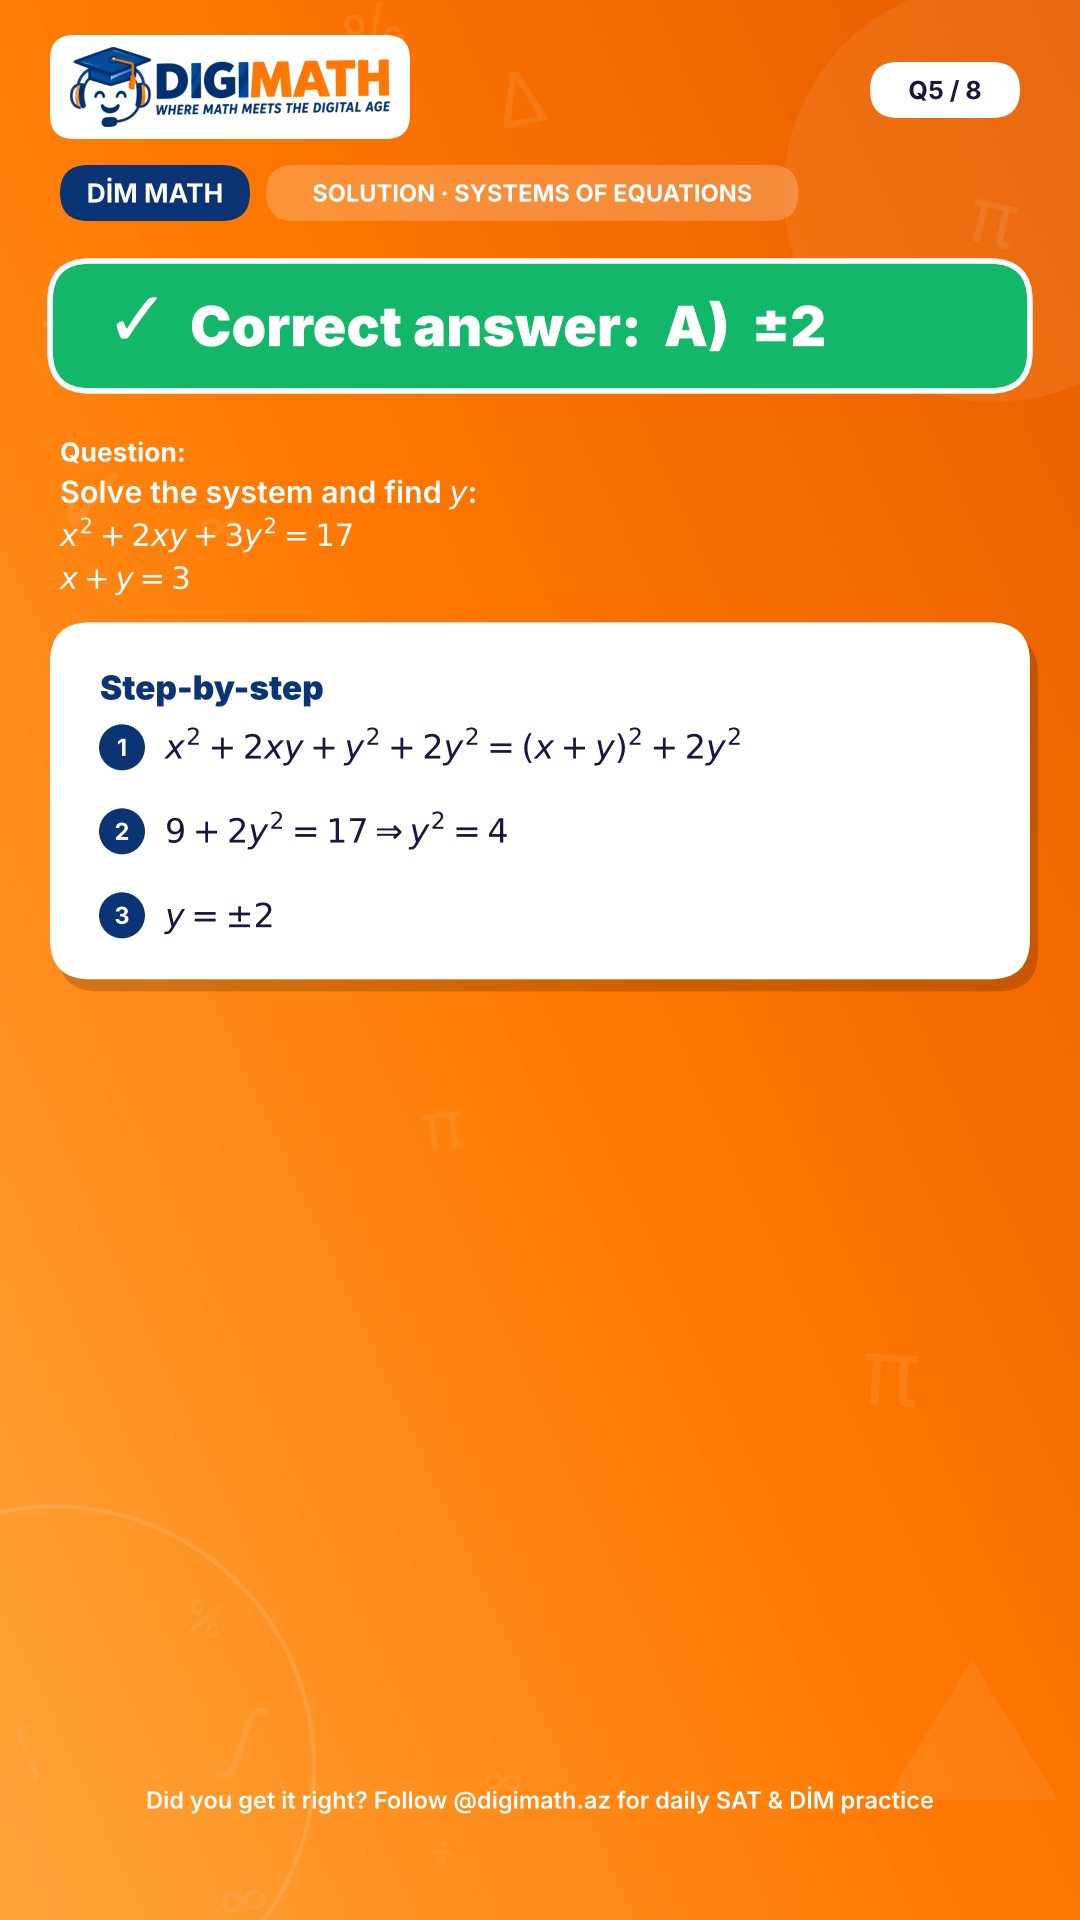 DIGIMATH
WHERE MATH MEETS THE DIGITAL AGE
Q5 / 8
DİM MATH
SOLUTION · SYSTEMS OF EQUATIONS
✓ Correct answer: A) ±2
Question:
Solve the system and find y:
x² + 2xy + 3y² = 17
x + y = 3
Step-by-step
1 x² + 2xy + y² + 2y² = (x + y)² + 2y²
2 9 + 2y² = 17 ⇒ y² = 4
3 y = ±2
Did you get it right? Follow @digimath.az for daily SAT & DİM practice